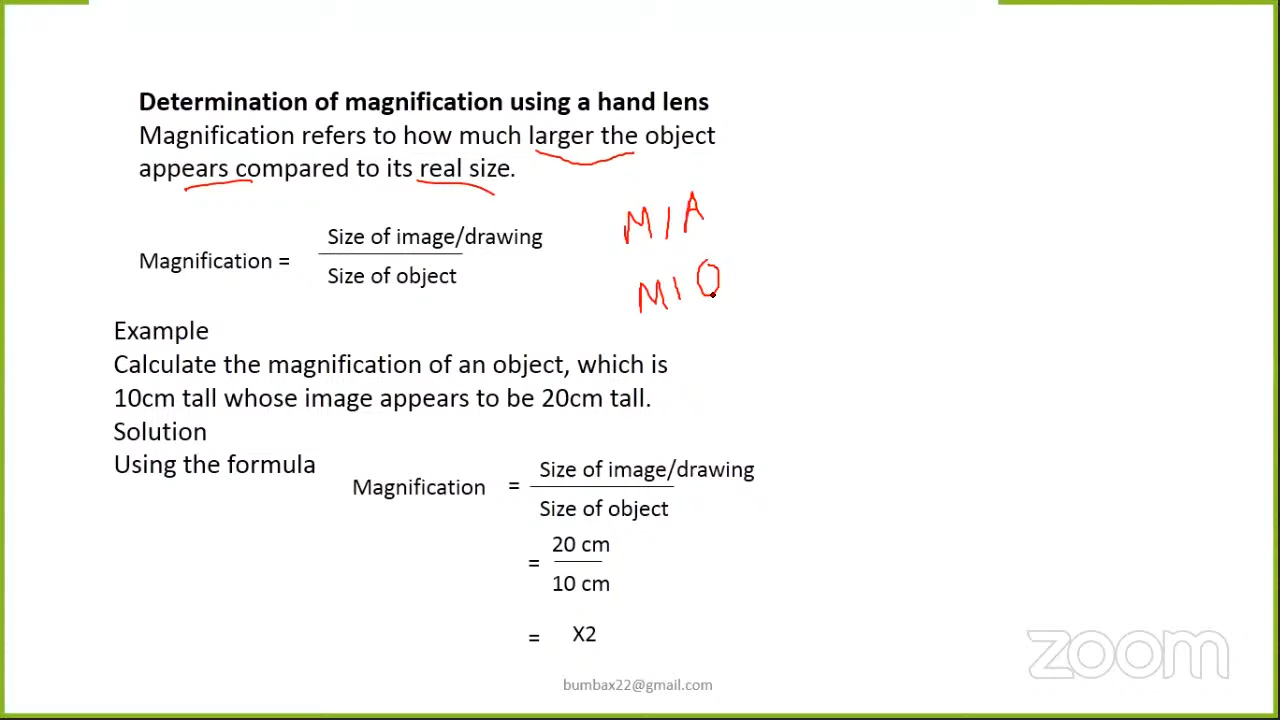 Determination of magnification using a hand lens
Magnification refers to how much larger the object
appears compared to its real size.
M I A
Magnification = Size of image/drawing
Size of object
M I O
Example
Calculate the magnification of an object, which is
10cm tall whose image appears to be 20cm tall.
Solution
Using the formula
Magnification = Size of image/drawing
Size of object
= 20 cm
10 cm
= X2
bumbax22@gmail.com
zoom